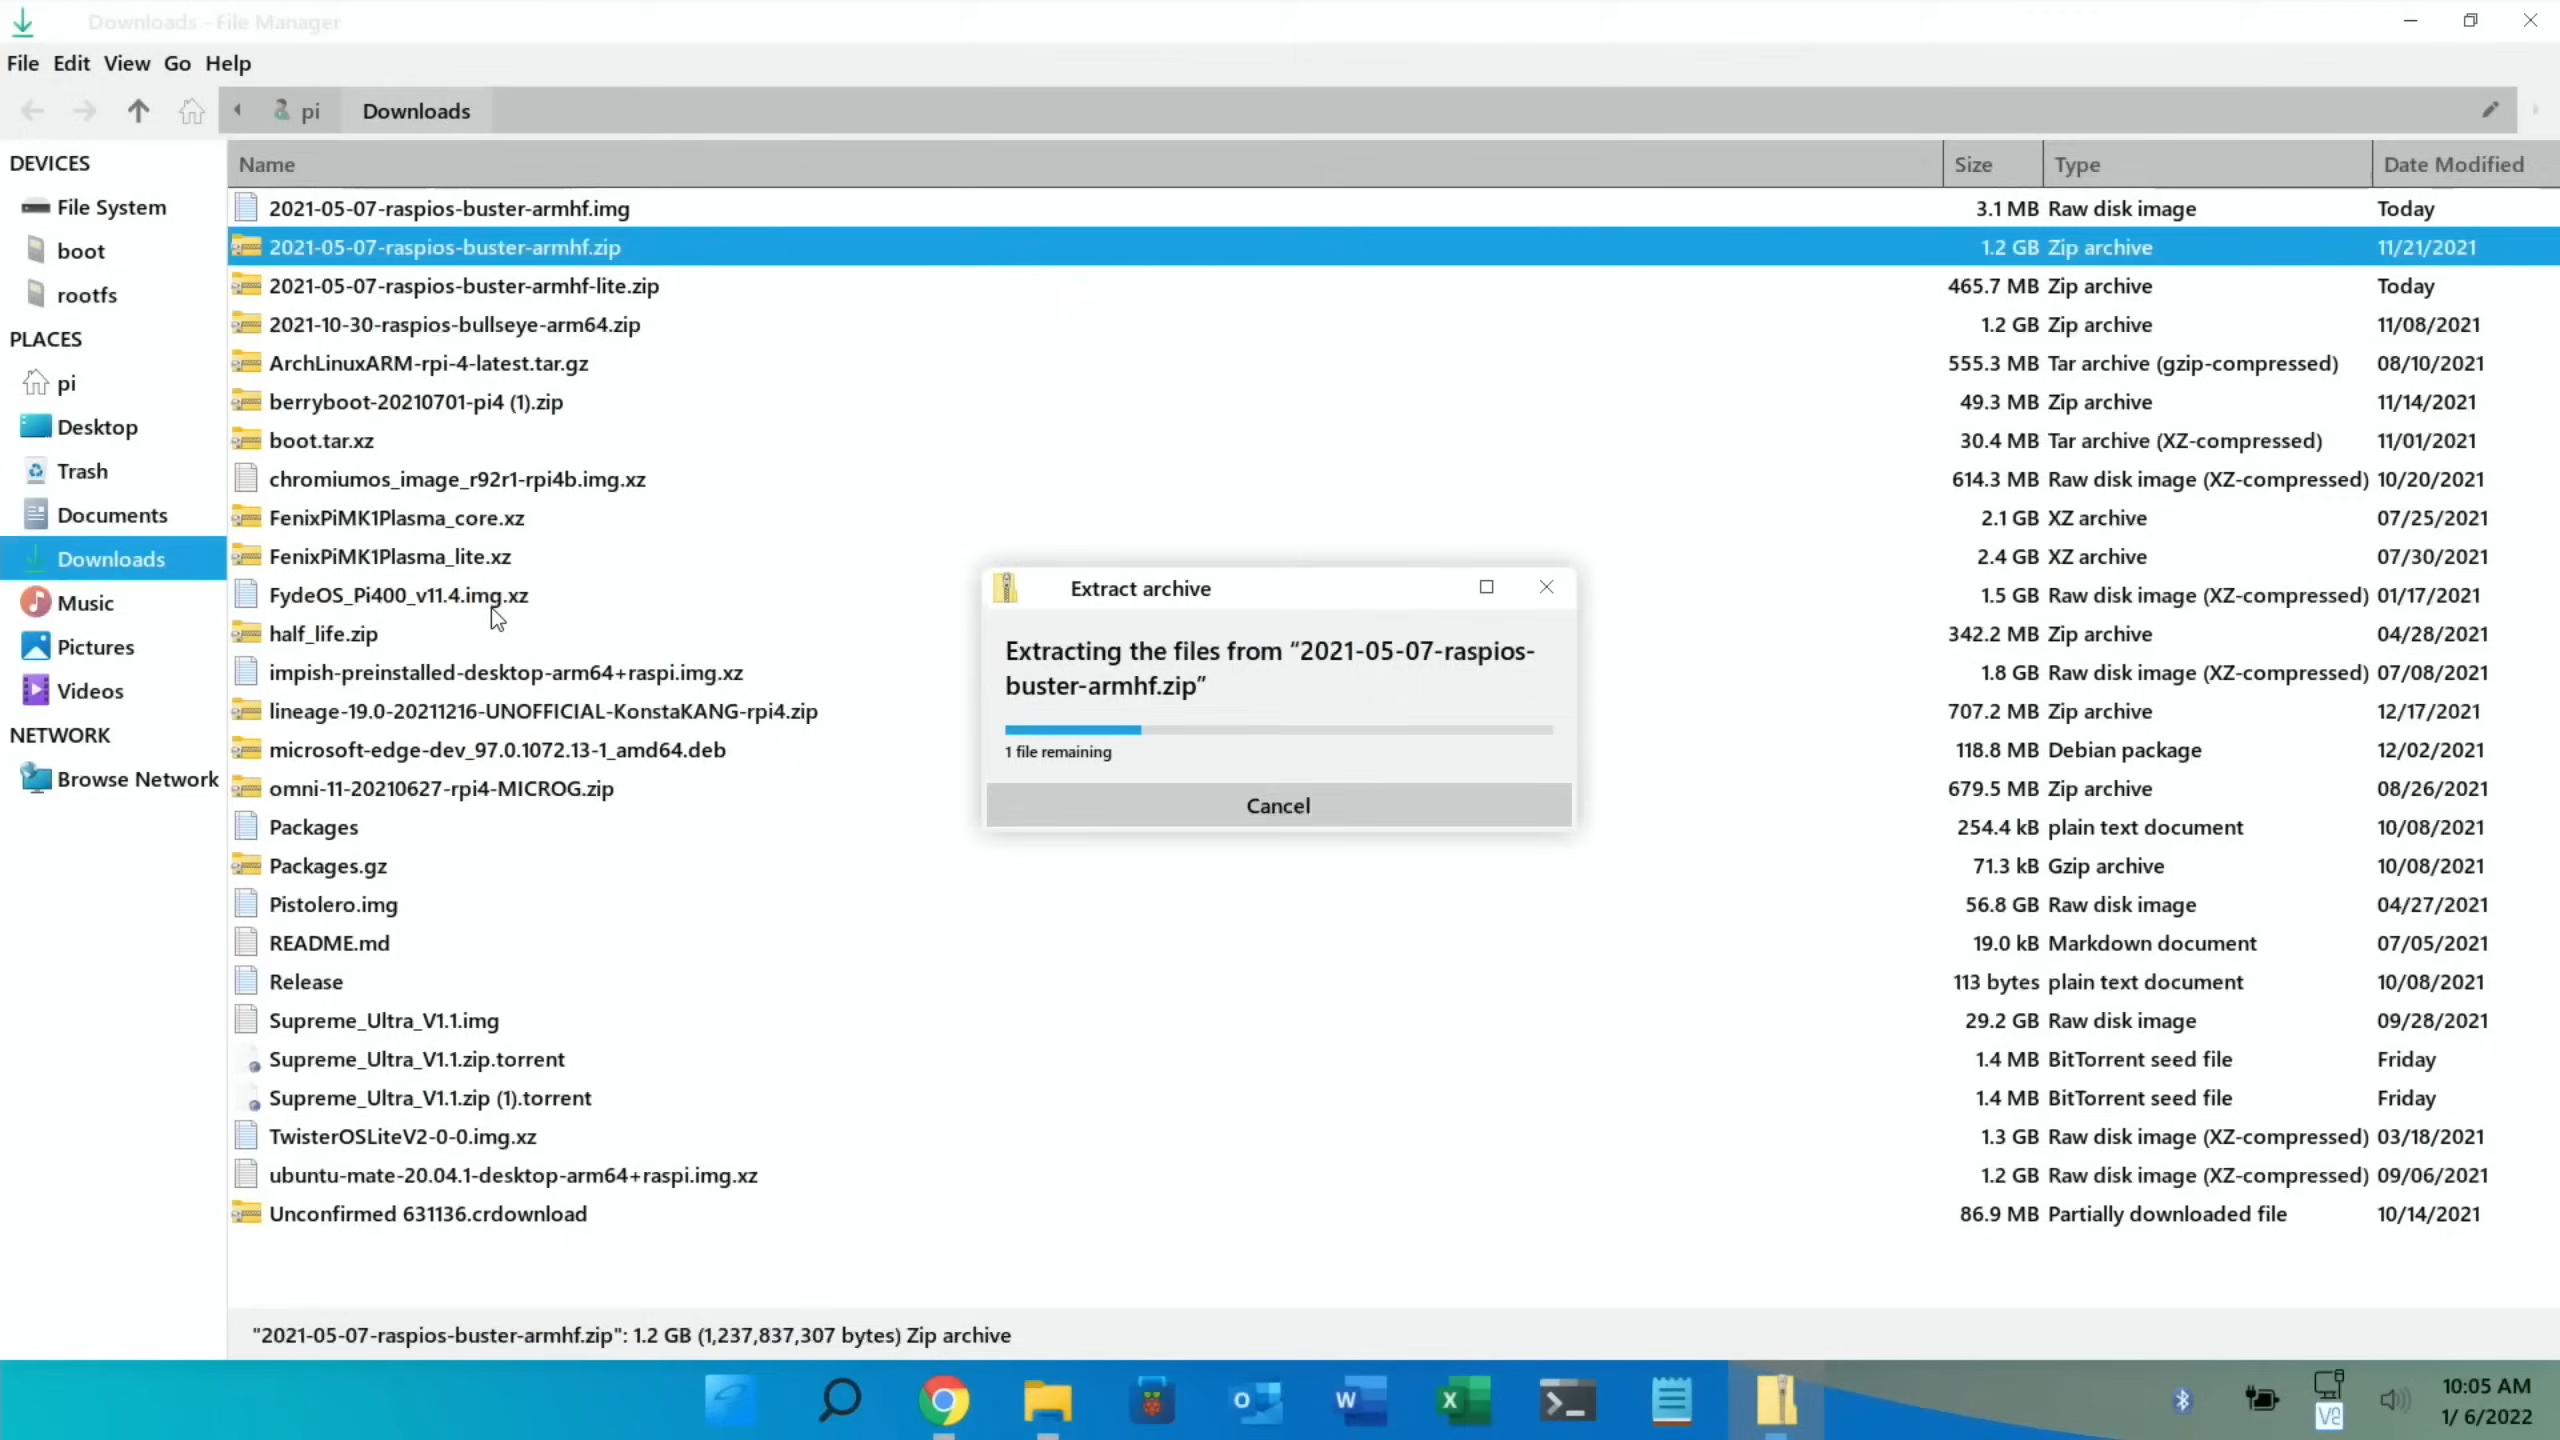 Downloads - File Manager
File Edit View Go Help
pi Downloads
DEVICES
File System
boot
rootfs
PLACES
pi
Desktop
Trash
Documents
Downloads
Music
Pictures
Videos
NETWORK
Browse Network
Name Size Type Date Modified
2021-05-07-raspios-buster-armhf.img 3.1 MB Raw disk image Today
2021-05-07-raspios-buster-armhf.zip 1.2 GB Zip archive 11/21/2021
2021-05-07-raspios-buster-armhf-lite.zip 465.7 MB Zip archive Today
2021-10-30-raspios-bullseye-arm64.zip 1.2 GB Zip archive 11/08/2021
ArchLinuxARM-rpi-4-latest.tar.gz 555.3 MB Tar archive (gzip-compressed) 08/10/2021
berryboot-20210701-pi4 (1).zip 49.3 MB Zip archive 11/14/2021
boot.tar.xz 30.4 MB Tar archive (XZ-compressed) 11/01/2021
chromiumos_image_r92r1-rpi4b.img.xz 614.3 MB Raw disk image (XZ-compressed) 10/20/2021
FenixPiMK1Plasma_core.xz 2.1 GB XZ archive 07/25/2021
FenixPiMK1Plasma_lite.xz 2.4 GB XZ archive 07/30/2021
FydeOS_Pi400_v11.4.img.xz 1.5 GB Raw disk image (XZ-compressed) 01/17/2021
half_life.zip 342.2 MB Zip archive 04/28/2021
impish-preinstalled-desktop-arm64+raspi.img.xz 1.8 GB Raw disk image (XZ-compressed) 07/08/2021
lineage-19.0-20211216-UNOFFICIAL-KonstaKANG-rpi4.zip 707.2 MB Zip archive 12/17/2021
microsoft-edge-dev_97.0.1072.13-1_amd64.deb 118.8 MB Debian package 12/02/2021
omni-11-20210627-rpi4-MICROG.zip 679.5 MB Zip archive 08/26/2021
Packages 254.4 kB plain text document 10/08/2021
Packages.gz 71.3 kB Gzip archive 10/08/2021
Pistolero.img 56.8 GB Raw disk image 04/27/2021
README.md 19.0 kB Markdown document 07/05/2021
Release 113 bytes plain text document 10/08/2021
Supreme_Ultra_V1.1.img 29.2 GB Raw disk image 09/28/2021
Supreme_Ultra_V1.1.zip.torrent 1.4 MB BitTorrent seed file Friday
Supreme_Ultra_V1.1.zip (1).torrent 1.4 MB BitTorrent seed file Friday
TwisterOSLiteV2-0-0.img.xz 1.3 GB Raw disk image (XZ-compressed) 03/18/2021
ubuntu-mate-20.04.1-desktop-arm64+raspi.img.xz 1.2 GB Raw disk image (XZ-compressed) 09/06/2021
Unconfirmed 631136.crdownload 86.9 MB Partially downloaded file 10/14/2021
Extract archive
Extracting the files from “2021-05-07-raspios-
buster-armhf.zip”
1 file remaining
Cancel
"2021-05-07-raspios-buster-armhf.zip": 1.2 GB (1,237,837,307 bytes) Zip archive
O W X >_
10:05 AM
1/ 6/2022